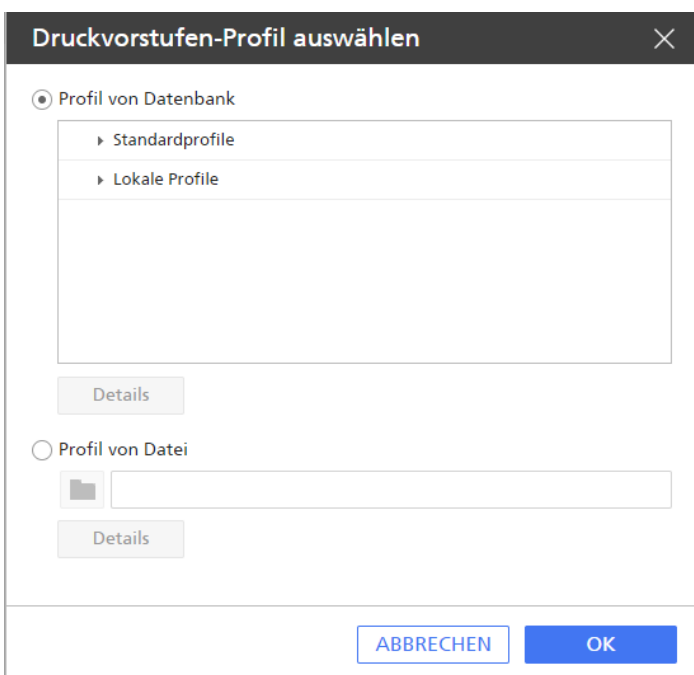 Druckvorstufen-Profil auswählen
Profil von Datenbank
Standardprofile
Lokale Profile
Details
Profil von Datei
Details
ABBRECHEN
OK